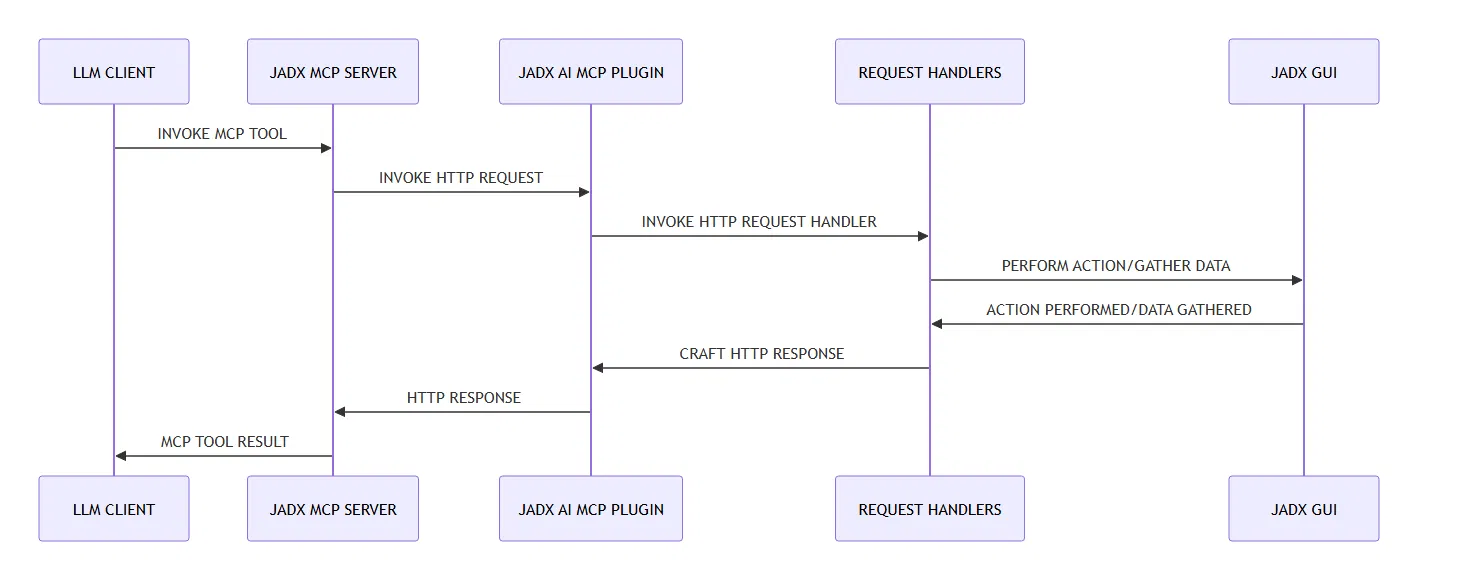 LLM CLIENT
JADX MCP SERVER
JADX AI MCP PLUGIN
REQUEST HANDLERS
JADX GUI
INVOKE MCP TOOL
INVOKE HTTP REQUEST
INVOKE HTTP REQUEST HANDLER
PERFORM ACTION/GATHER DATA
ACTION PERFORMED/DATA GATHERED
CRAFT HTTP RESPONSE
HTTP RESPONSE
MCP TOOL RESULT
LLM CLIENT
JADX MCP SERVER
JADX AI MCP PLUGIN
REQUEST HANDLERS
JADX GUI